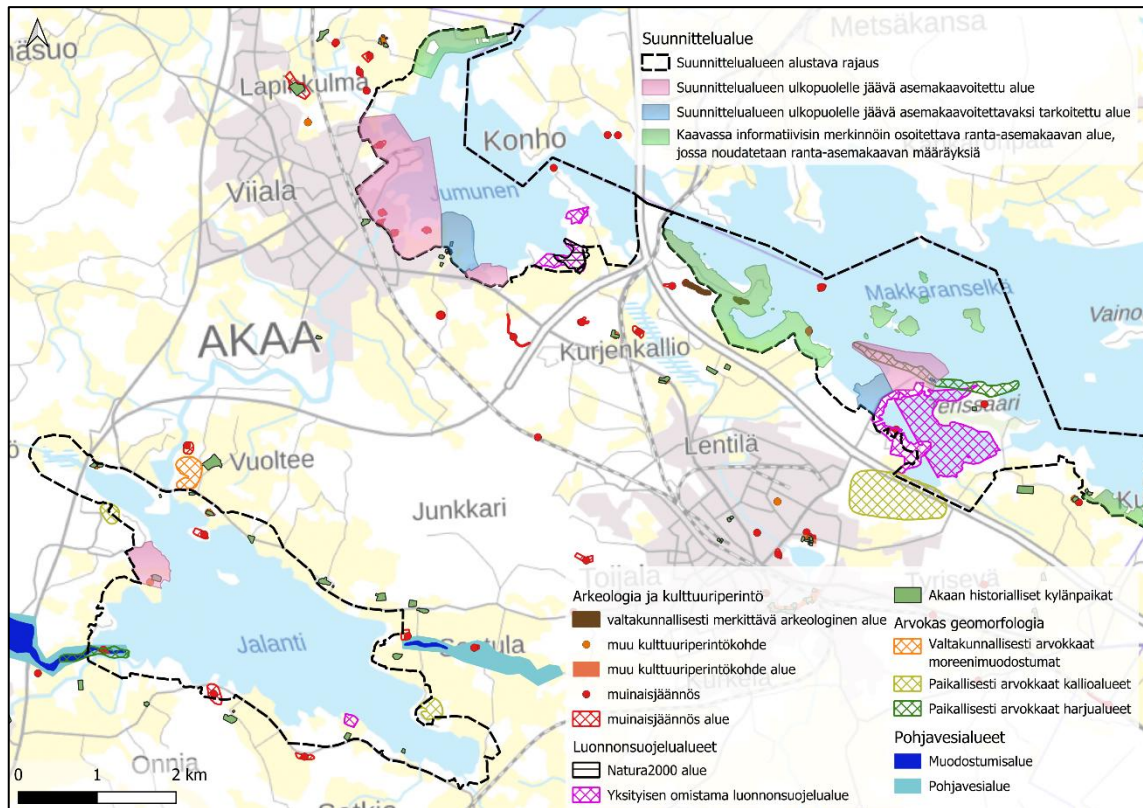 näsuo
Metsäkansa
Suunnittelualue
Suunnittelualueen alustava rajaus
Suunnittelualueen ulkopuolelle jäävä asemakaavoitettu alue
Suunnittelualueen ulkopuolelle jäävä asemakaavoitettavaksi tarkoitettu alue
Kaavassa informatiivisin merkinnöin osoitettava ranta-asemakaavan alue,
jossa noudatetaan ranta-asemakaavan määräyksiä
Konho
Viiala
Jumunen
Makkaranselkä
Vaino
AKAA
Kurjenkallio
Lentilä
Vuoltee
Junkkari
Ku
Toijala
Tyrisevä
Jalanti
Onnia
0 1 2 km
Arkeologia ja kulttuuriperintö
valtakunnallisesti merkittävä arkeologinen alue
muu kulttuuriperintökohde
muu kulttuuriperintökohde alue
muinaisjäännös
muinaisjäännös alue
Luonnonsuojelualueet
Natura2000 alue
Yksityisen omistama luonnonsuojelualue
Akaan historialliset kylänpaikat
Arvokas geomorfologia
Valtakunnallisesti arvokkaat
moreenimuodostumat
Paikallisesti arvokkaat kallioalueet
Paikallisesti arvokkaat harjualueet
Pohjavesialueet
Muodostumisalue
Pohjavesialue